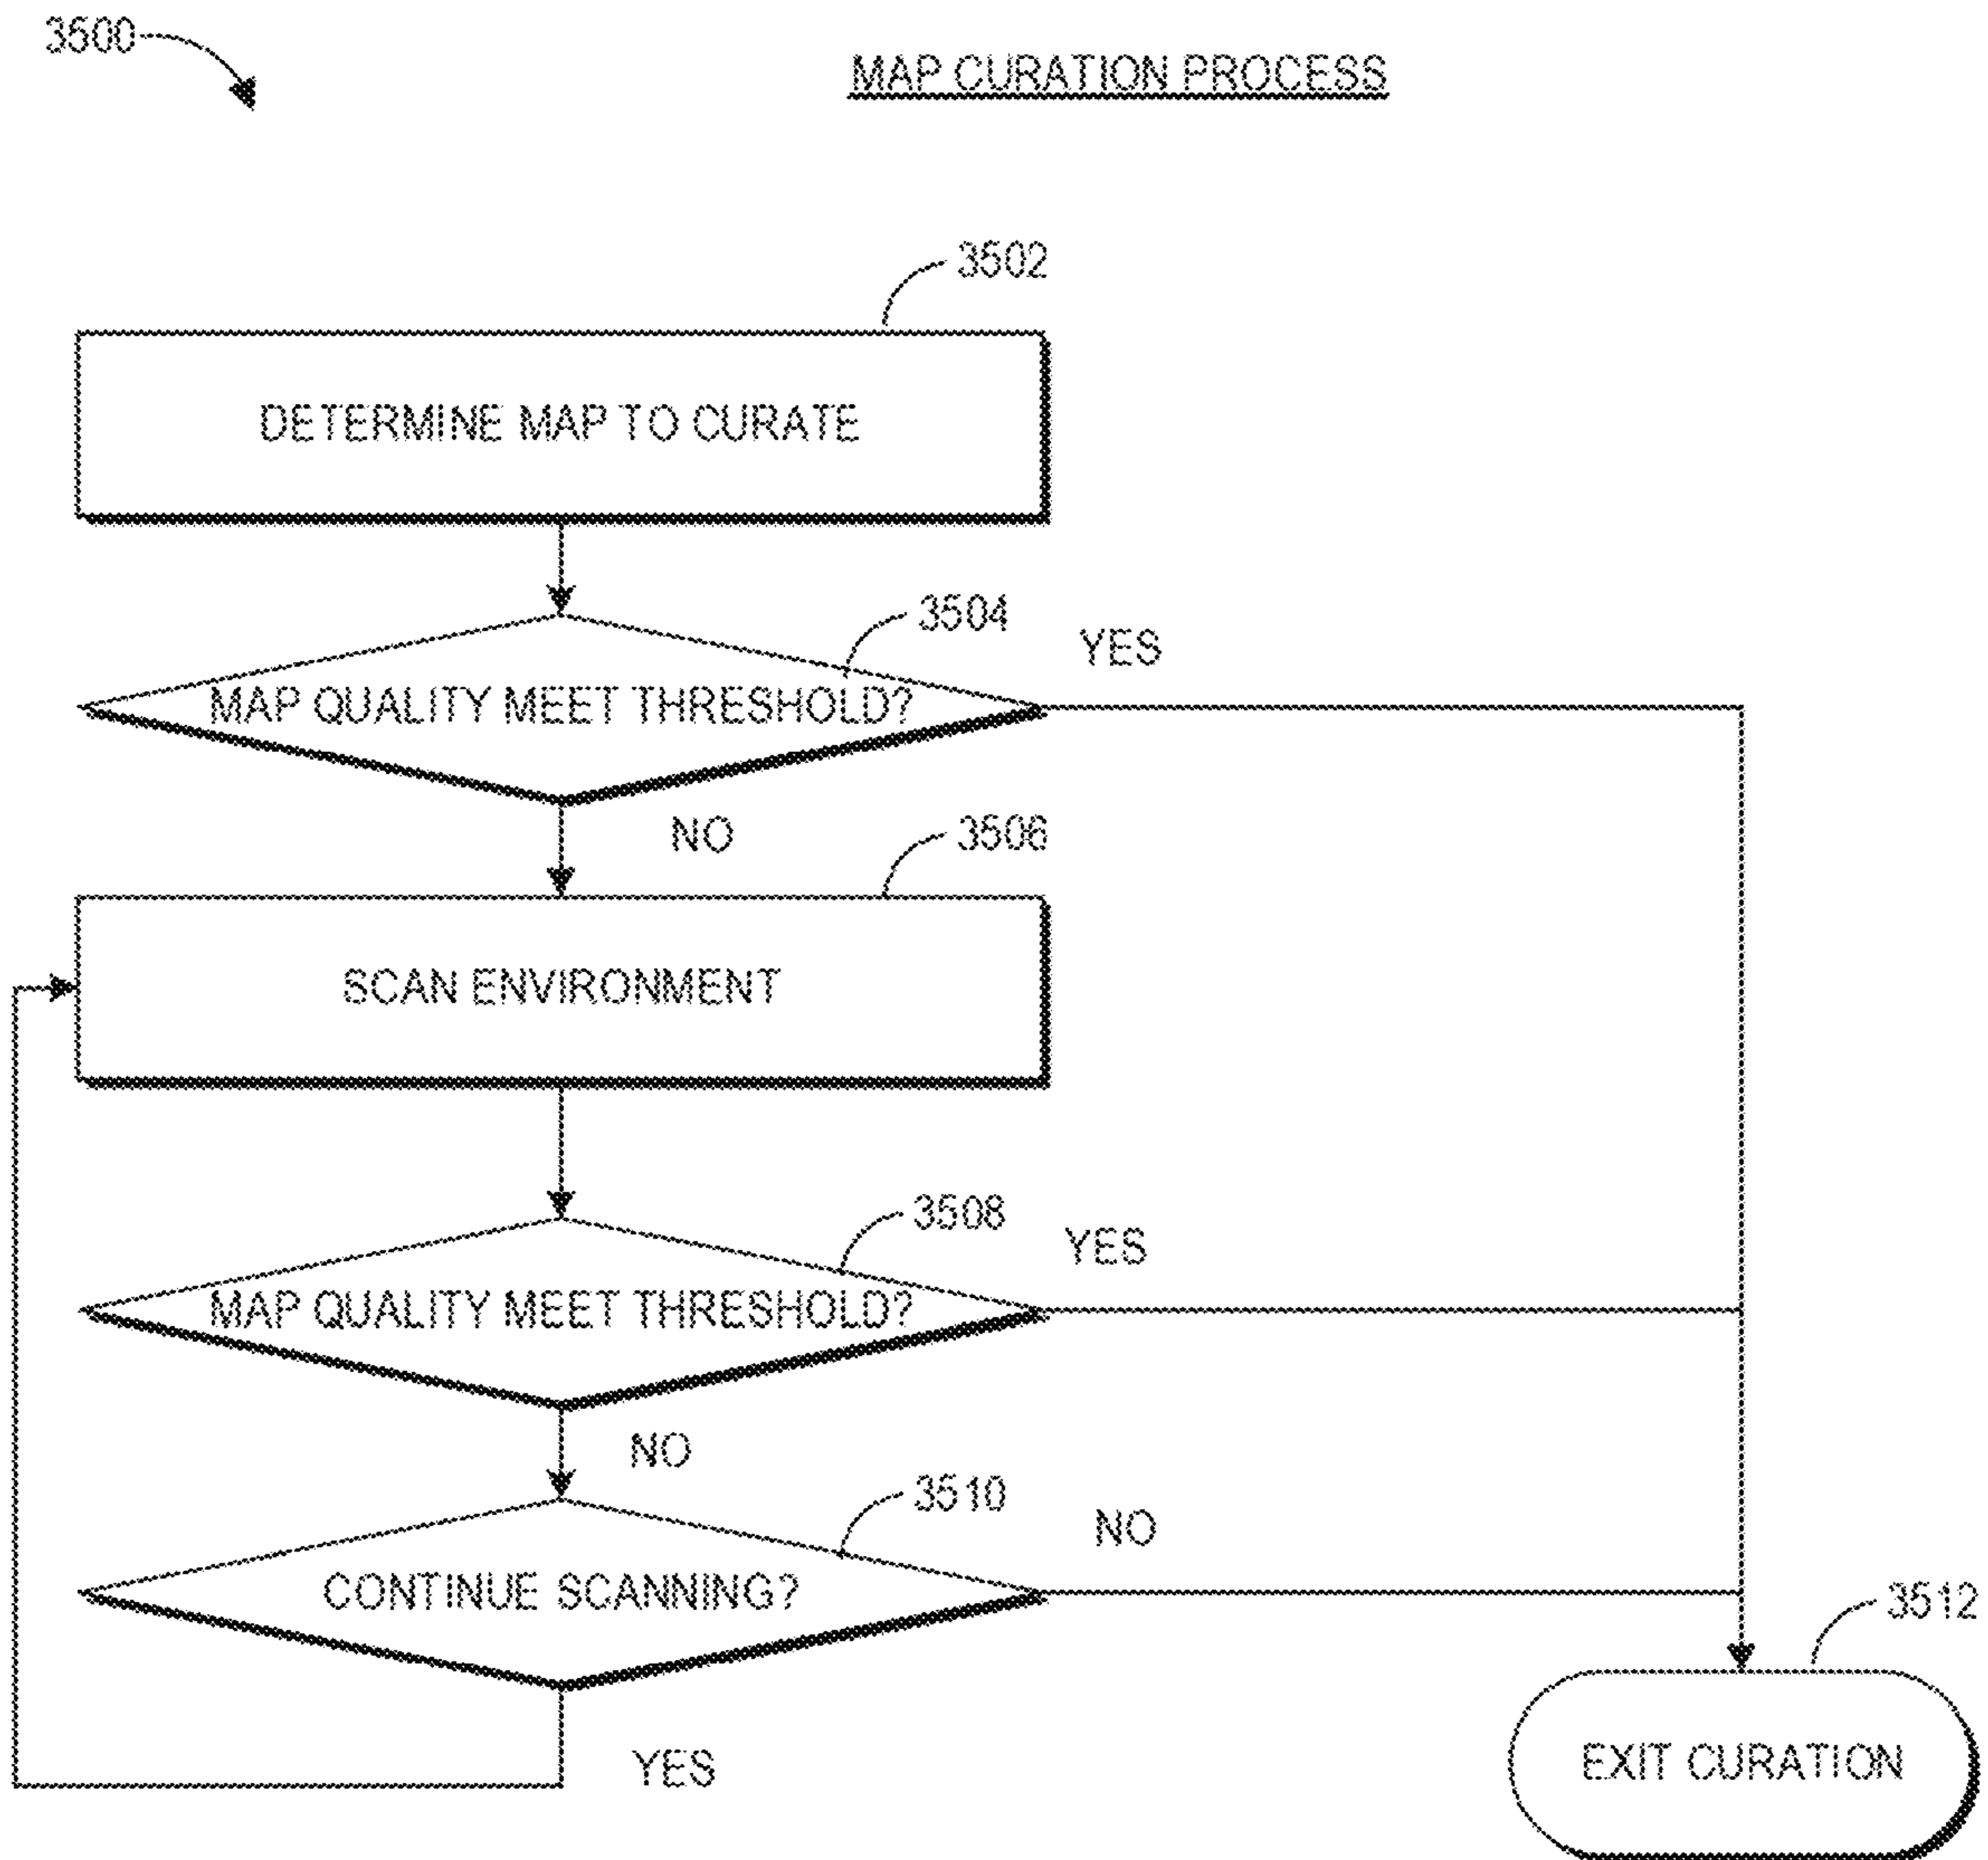 3500
MAP CURATION PROCESS
3502
DETERMINE MAP TO CURATE
3504
YES
MAP QUALITY MEET THRESHOLD?
NO
3506
SCAN ENVIRONMENT
3508
YES
MAP QUALITY MEET THRESHOLD?
NO
3510
NO
CONTINUE SCANNING?
3512
YES
EXIT CURATION